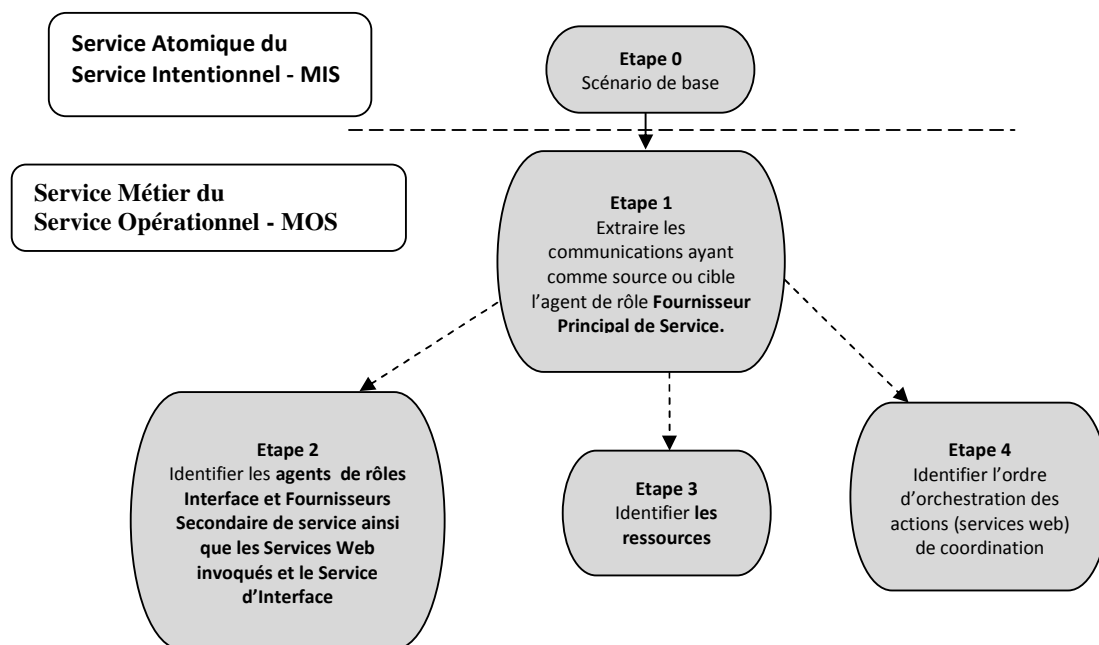 Service Atomique du
Service Intentionnel - MIS
Etape 0
Scénario de base
Service Métier du
Service Opérationnel - MOS
Etape 1
Extraire les
communications ayant
comme source ou cible
l’agent de rôle Fournisseur
Principal de Service.
Etape 2
Identifier les agents de rôles
Interface et Fournisseurs
Secondaire de service ainsi
que les Services Web
invoqués et le Service
d’Interface
Etape 3
Identifier les
ressources
Etape 4
Identifier l’ordre
d’orchestration des
actions (services web)
de coordination